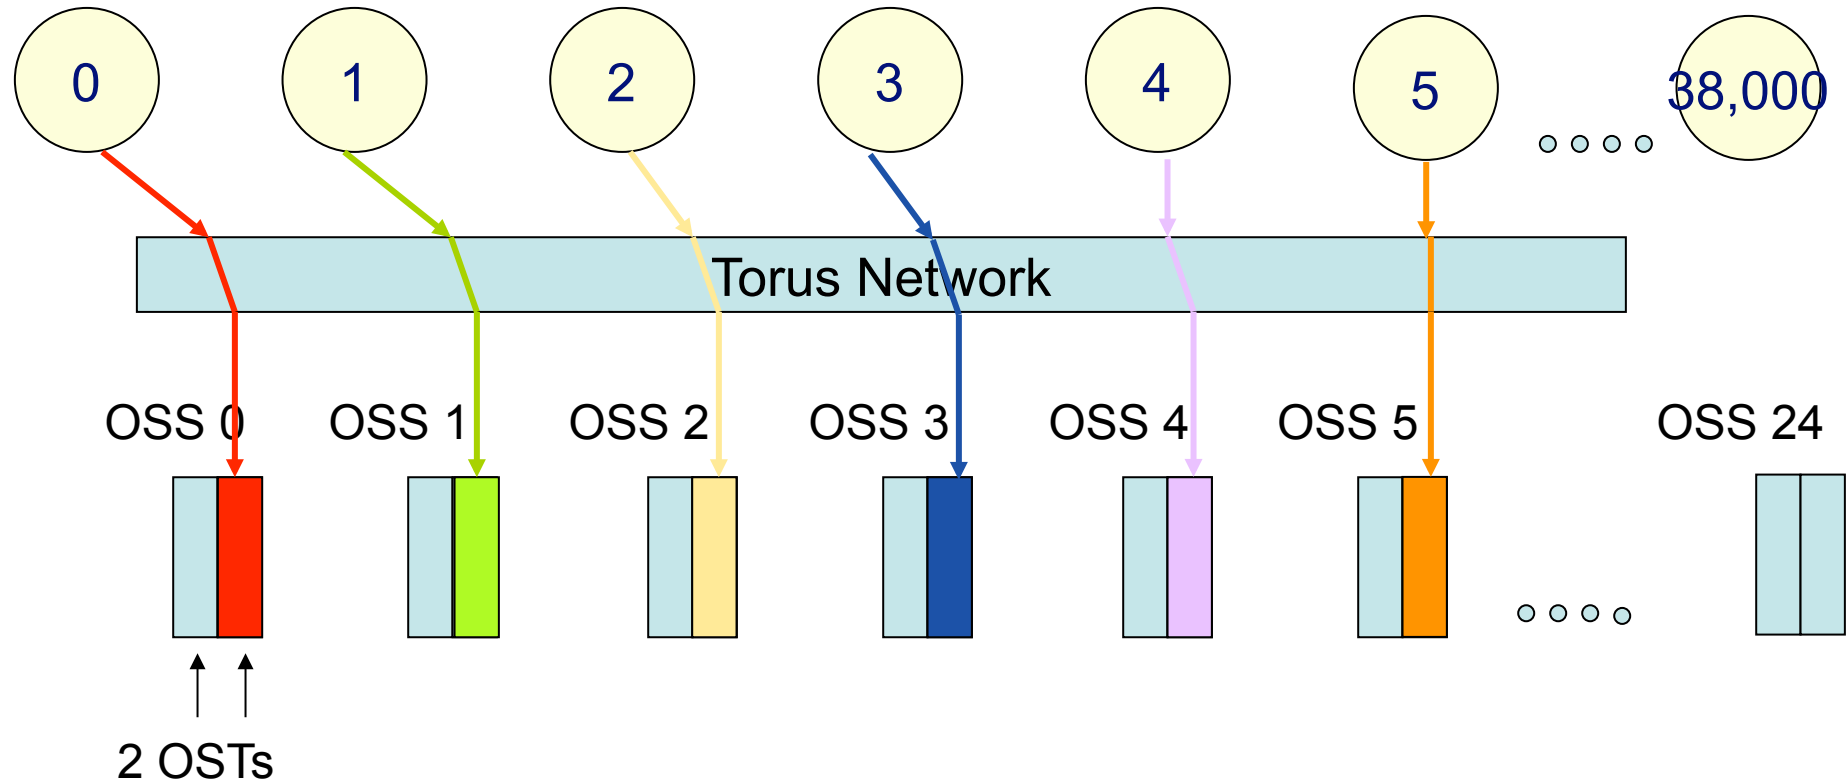 0
1
2
3
4
5
38,000
Torus Network
OSS 0
OSS 1
OSS 2
OSS 3
OSS 4
OSS 5
OSS 24
2 OSTs